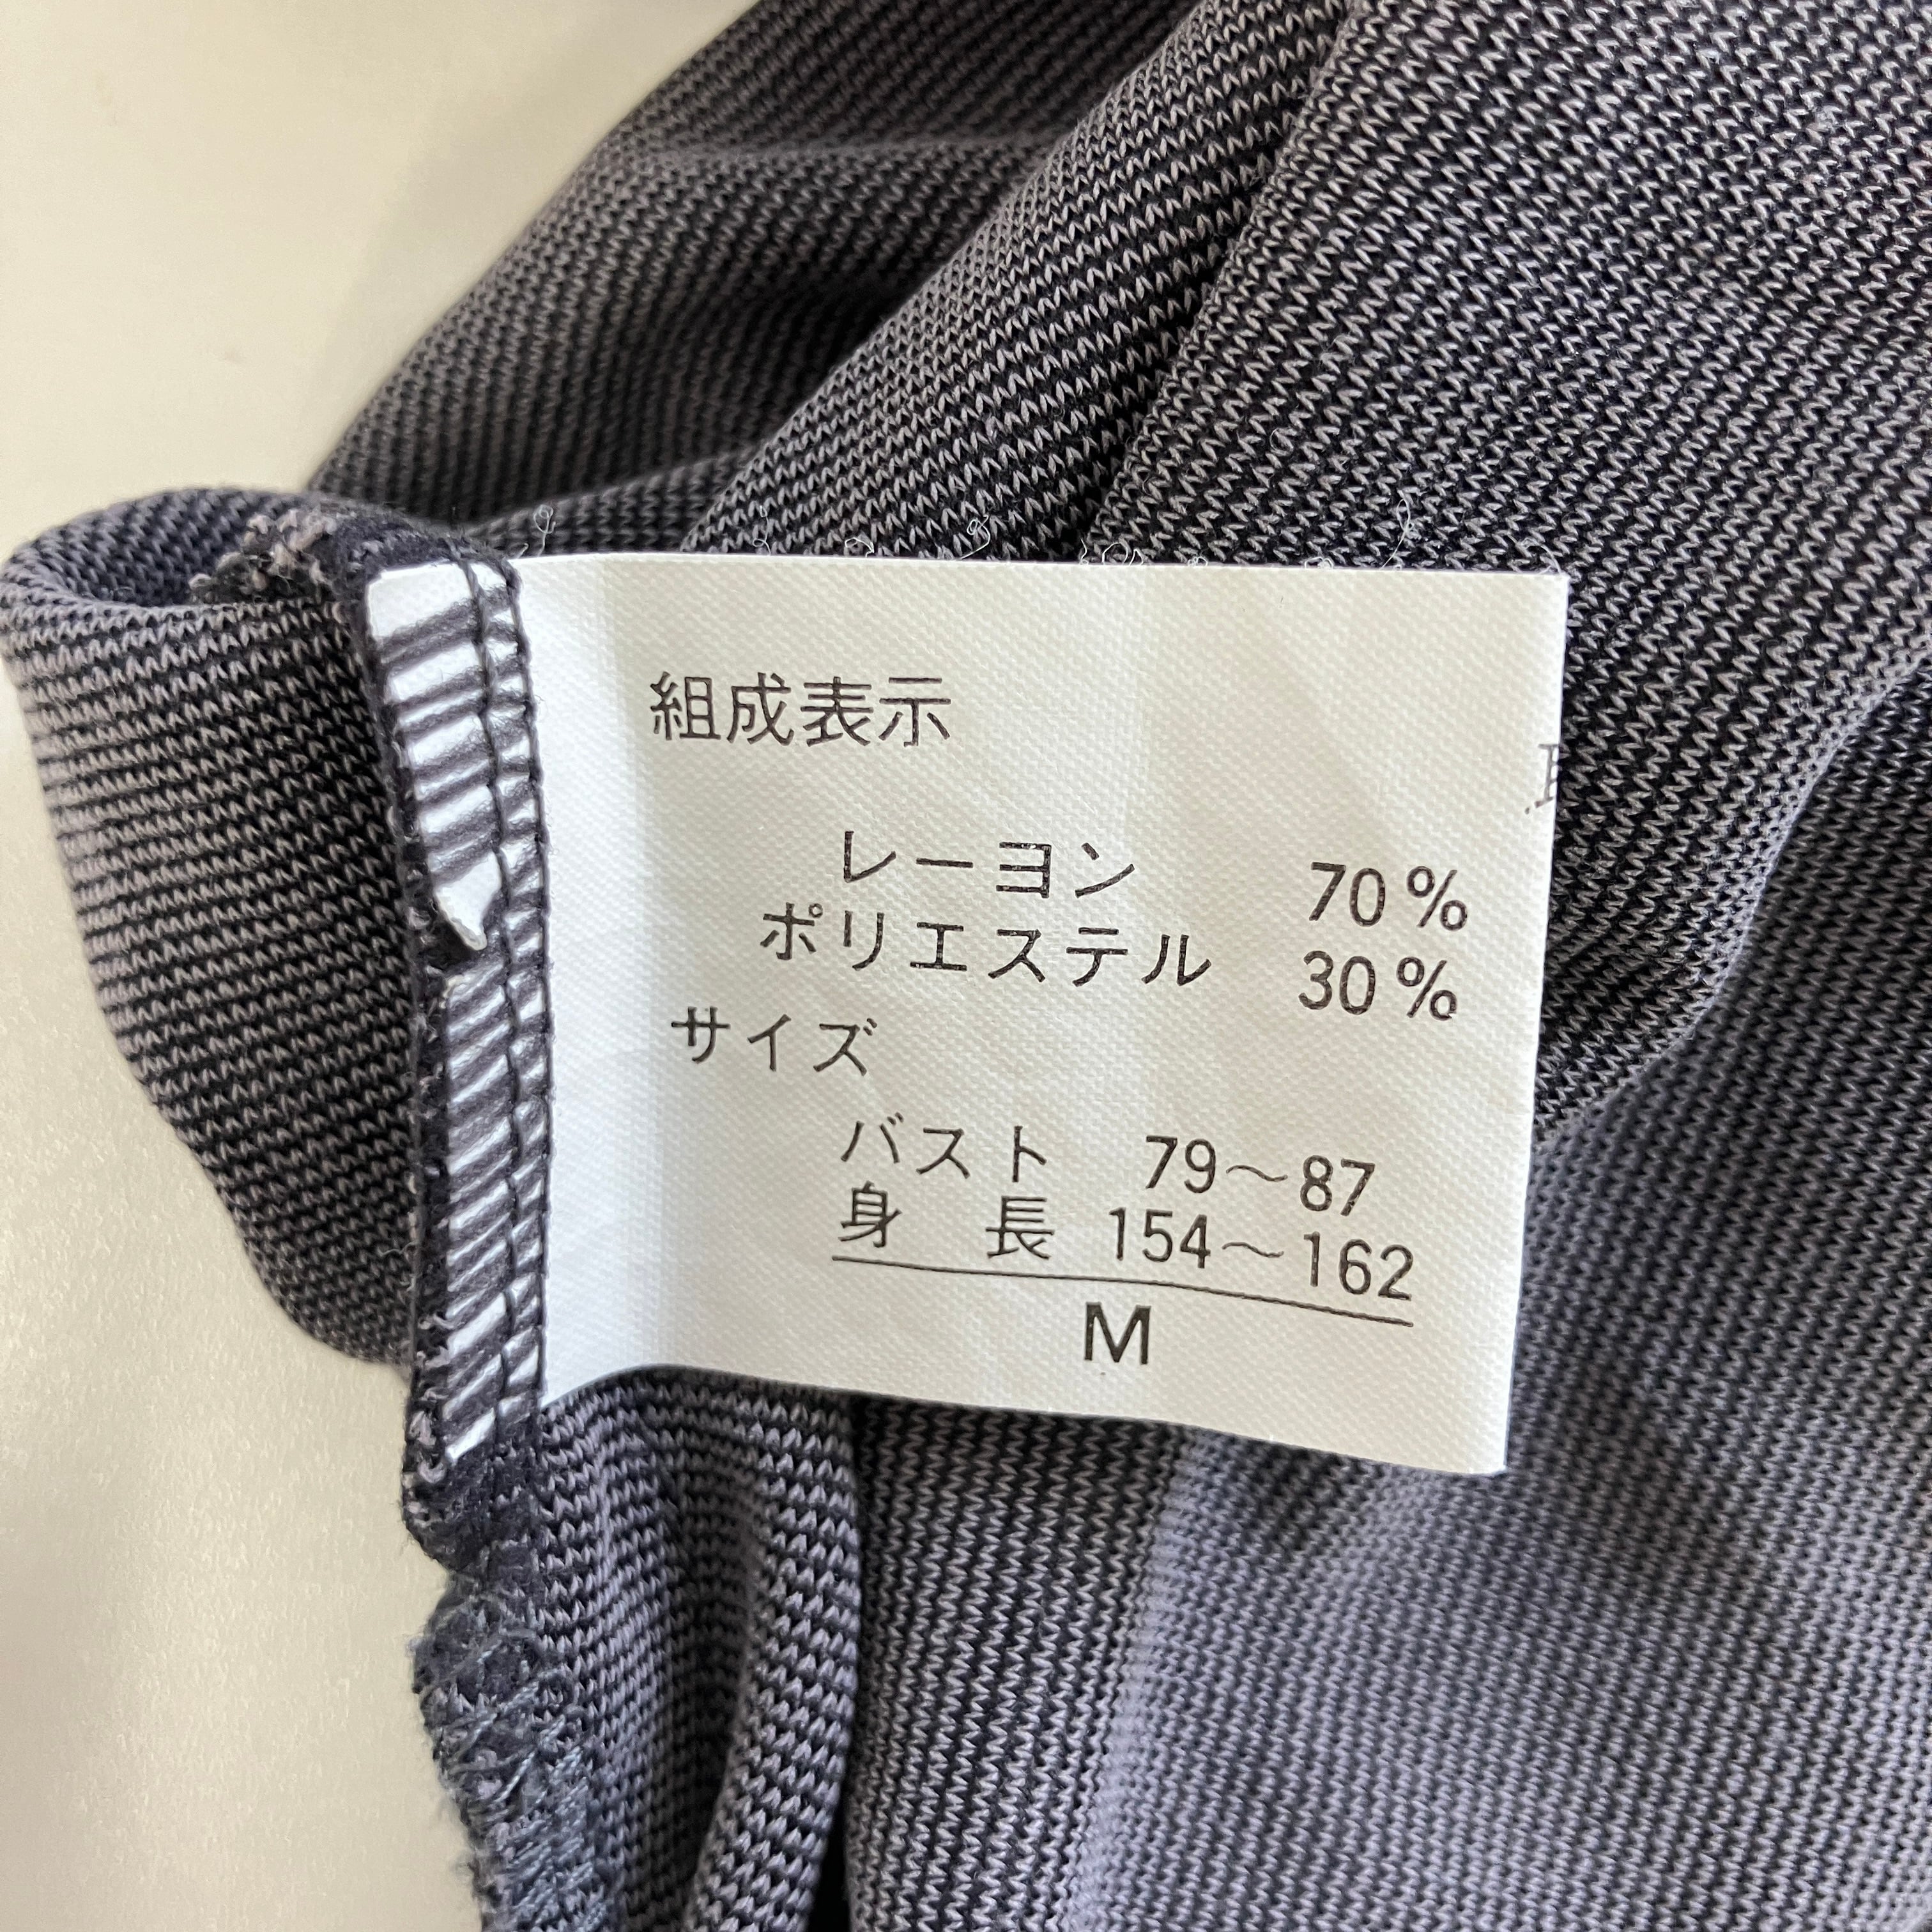 組成表示
レーヨン 70%
ポリエステル 30%
サイズ
バスト 79〜87
身長 154〜162
M